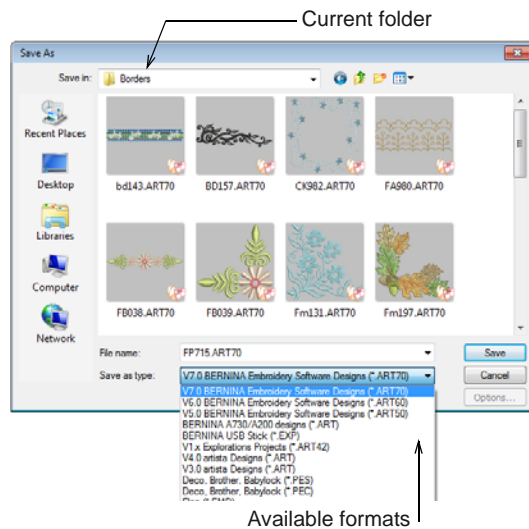 Current folder
Save As
Save in:
Borders
Recent Places
Desktop
Libraries
Computer
Network
bd143.ART70
BD157.ART70
CK982.ART70
FA980.ART70
FB038.ART70
FB039.ART70
Fm131.ART70
Fm197.ART70
File name:
FP715.ART70
Save
Save as type:
V7.0 BERNINA Embroidery Software Designs (*.ART70)
Cancel
Options...
V7.0 BERNINA Embroidery Software Designs (*.ART70)
V6.0 BERNINA Embroidery Software Designs (*.ART60)
V5.0 BERNINA Embroidery Software Designs (*.ART50)
BERNINA A730/A200 designs (*.ART)
BERNINA USB Stick (*.EXP)
V1.x Explorations Projects (*.ART42)
V4.0 artista Designs (*.ART)
V3.0 artista Designs (*.ART)
Deco, Brother, Babylock (*.PES)
Deco, Brother, Babylock (*.PEC)
Available formats